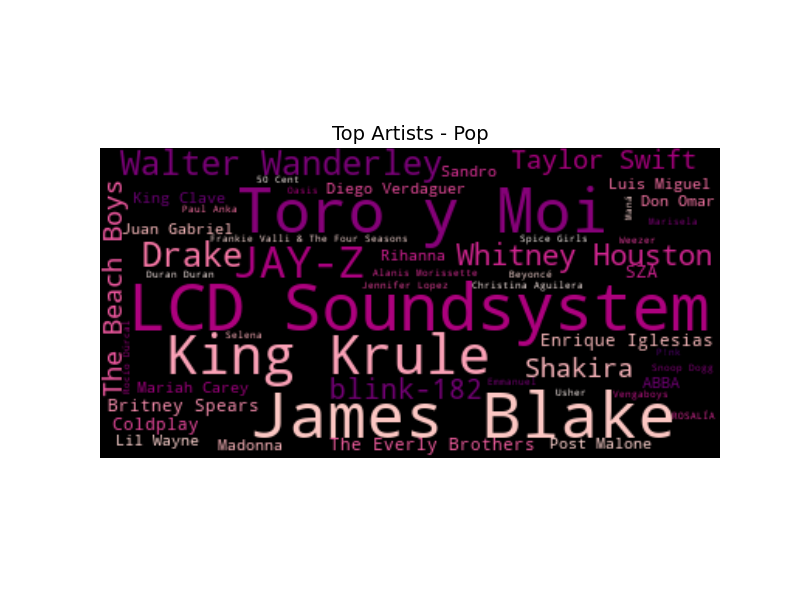 Top Artists - Pop
Walter Wanderley
Taylor Swift
Sandro
50 Cent
Oasis
Diego Verdaguer
Luis Miguel
King Clave
Paul Anka
Toro y Moi
Maná
Don Omar
Marisela
Juan Gabriel
Frankie Valli & The Four Seasons
Spice Girls
Weezer
The Beach Boys
Drake
JAY-Z
Rihanna
Whitney Houston
SZA
Duran Duran
Alanis Morissette
Beyoncé
Jennifer Lopez
Christina Aguilera
LCD Soundsystem
Rocío Dúrcal
Selena
King Krule
Enrique Iglesias
P!nk
Shakira
Snoop Dogg
Mariah Carey
blink-182
Emmanuel
ABBA
Usher
Vengaboys
Britney Spears
James Blake
ROSALÍA
Coldplay
Lil Wayne
Madonna
The Everly Brothers
Post Malone